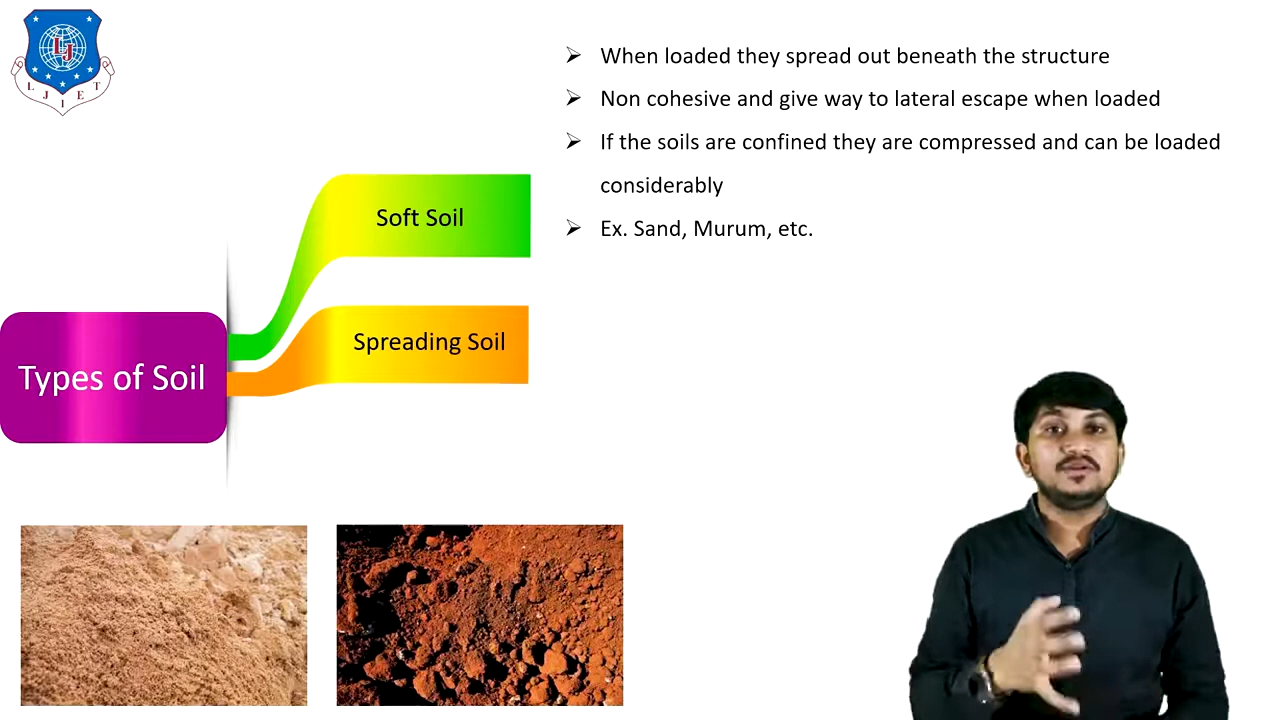 L J I E T
LJ
When loaded they spread out beneath the structure
Non cohesive and give way to lateral escape when loaded
If the soils are confined they are compressed and can be loaded
considerably
Ex. Sand, Murum, etc.
Soft Soil
Spreading Soil
Types of Soil